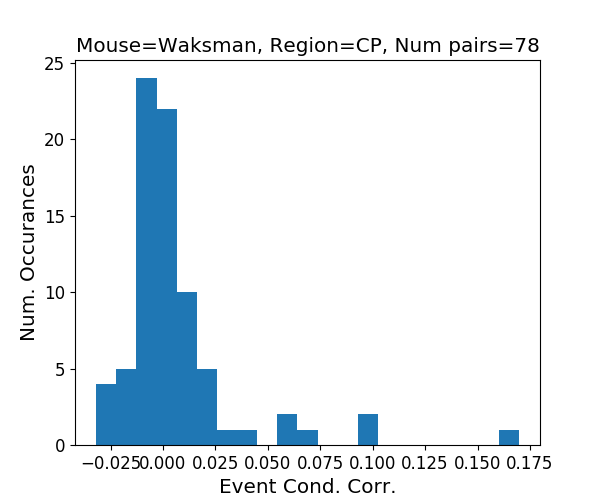 Mouse=Waksman, Region=CP, Num pairs=78
25
20
15
10
5
0
Num. Occurances
−0.025 0.000 0.025 0.050 0.075 0.100 0.125 0.150 0.175
Event Cond. Corr.